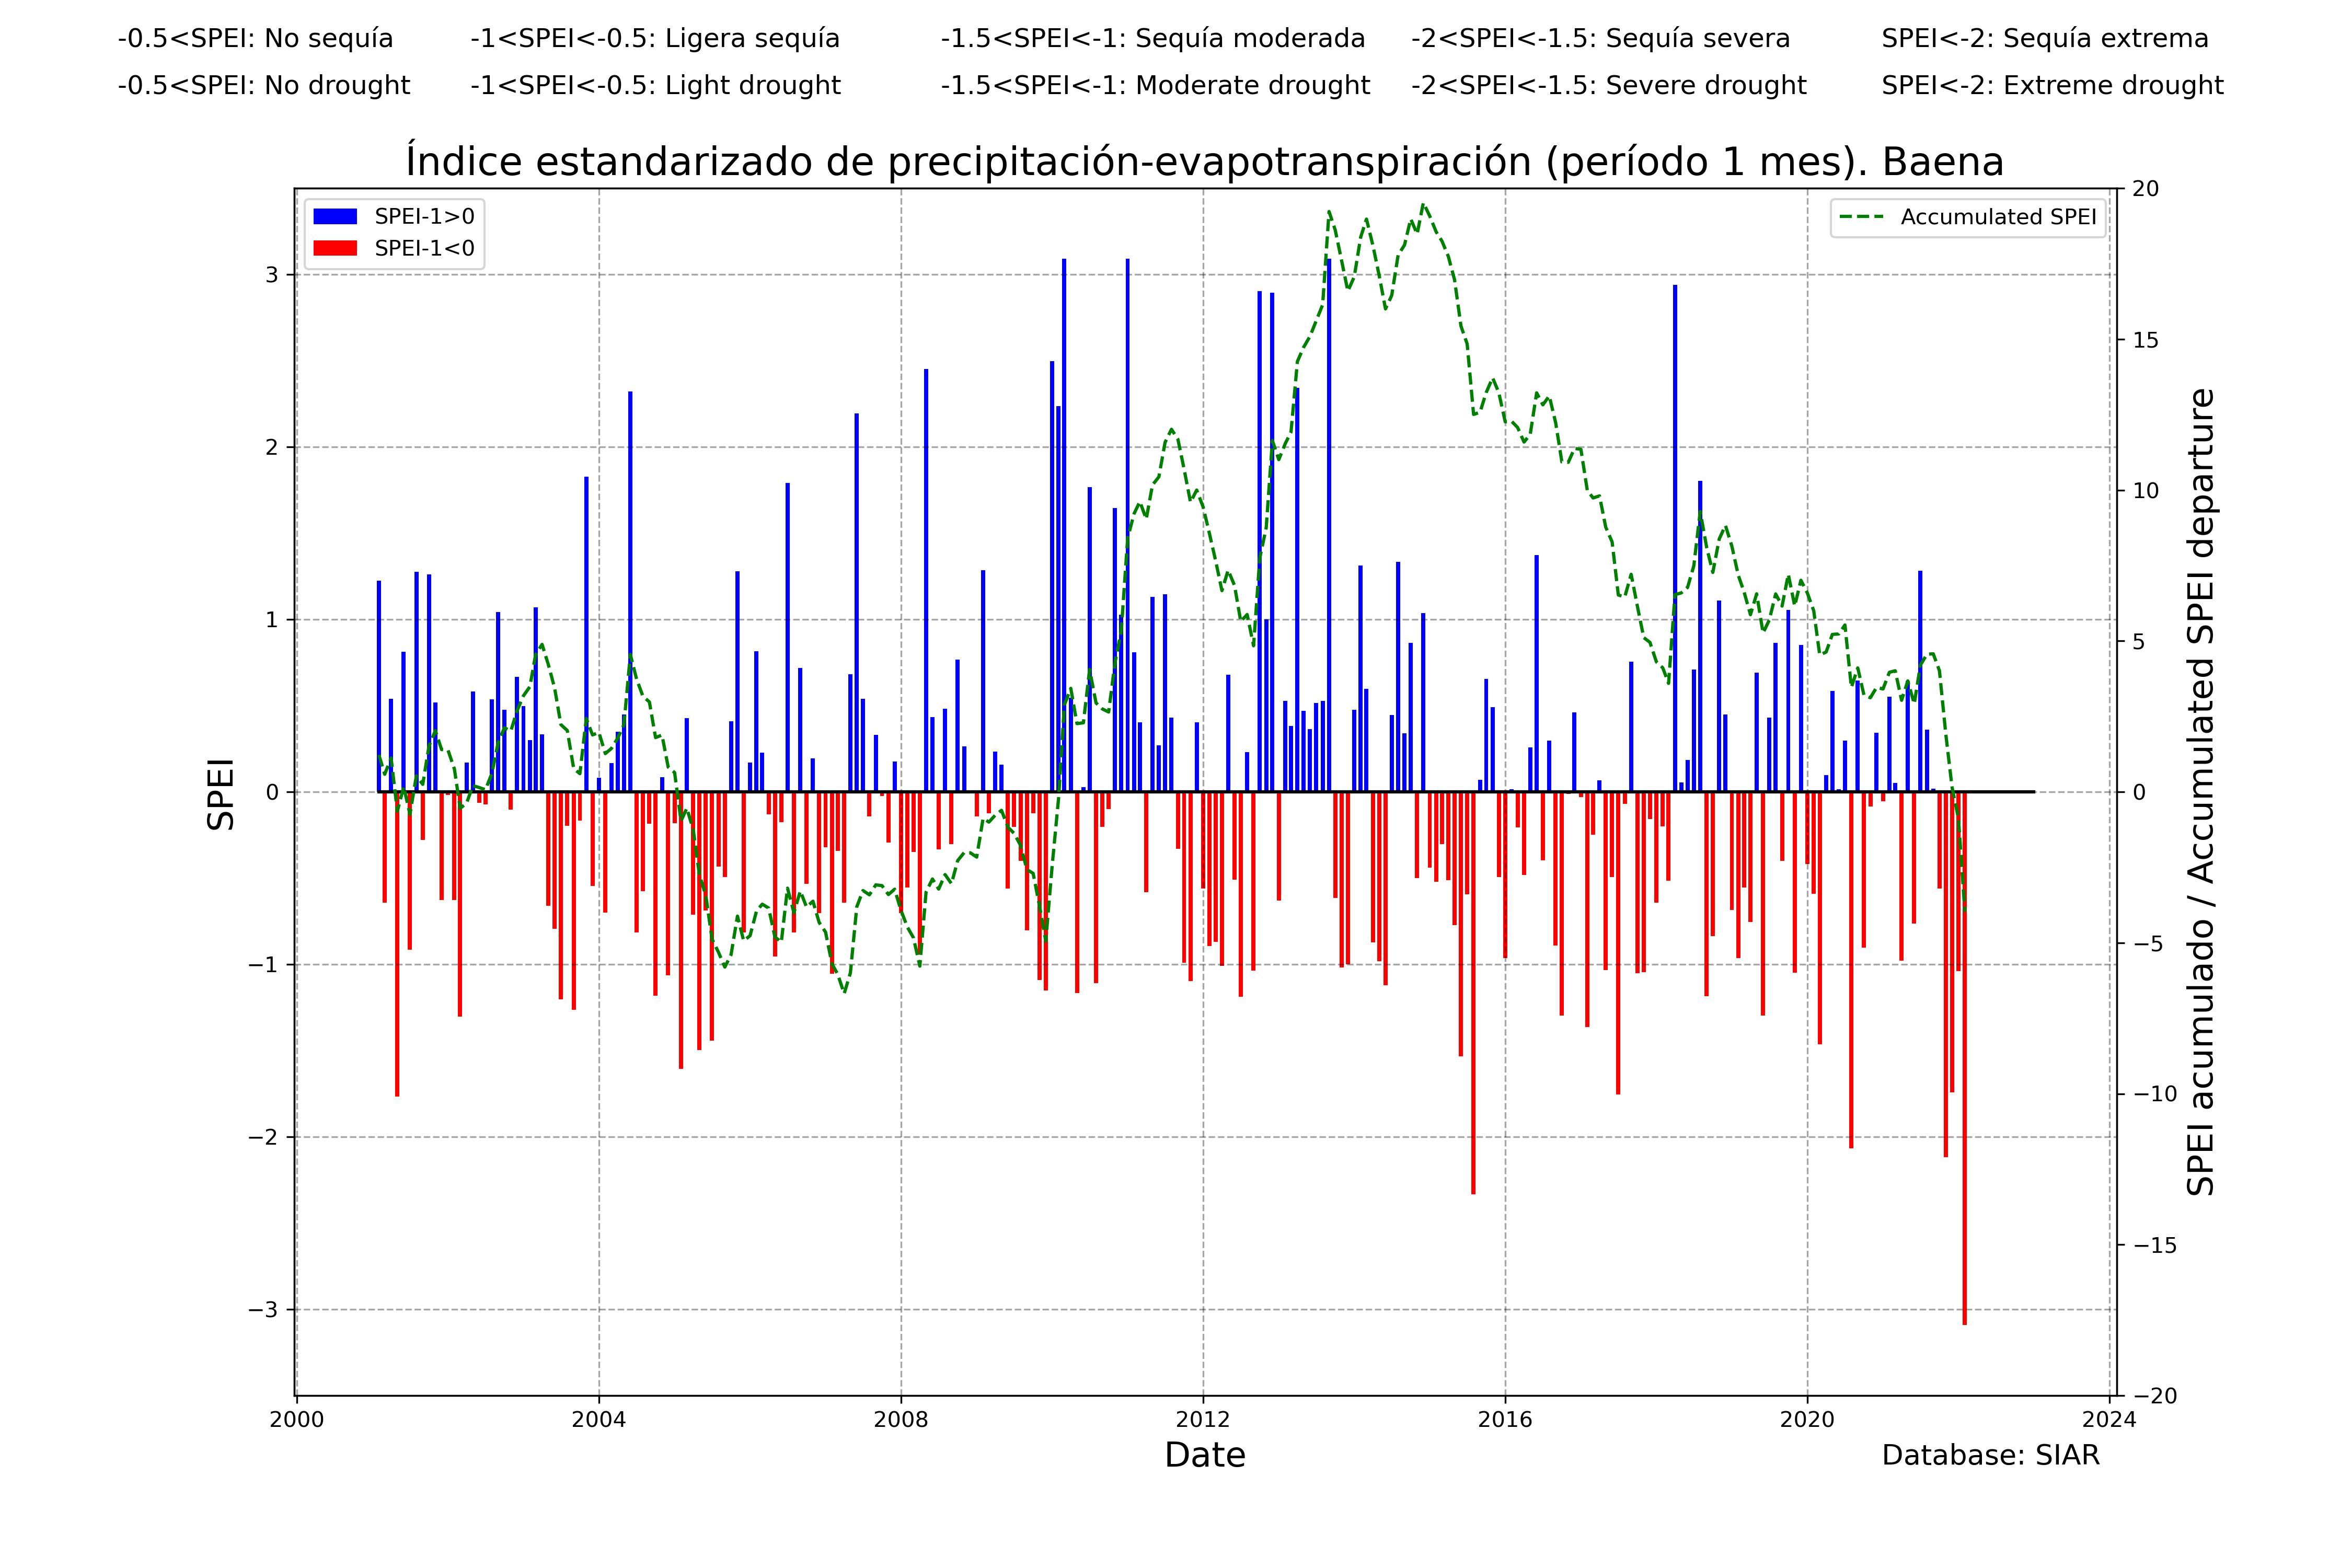 -0.5<SPEI: No sequía -1<SPEI<-0.5: Ligera sequía -1.5<SPEI<-1: Sequía moderada -2<SPEI<-1.5: Sequía severa SPEI<-2: Sequía extrema
-0.5<SPEI: No drought -1<SPEI<-0.5: Light drought -1.5<SPEI<-1: Moderate drought -2<SPEI<-1.5: Severe drought SPEI<-2: Extreme drought
Índice estandarizado de precipitación-evapotranspiración (período 1 mes). Baena
SPEI-1>0
SPEI-1<0
Accumulated SPEI
SPEI
3
2
1
0
−1
−2
−3
20
15
10
5
0
−5
−10
−15
−20
SPEI acumulado / Accumulated SPEI departure
2000 2004 2008 2012 2016 2020 2024
Date
Database: SIAR